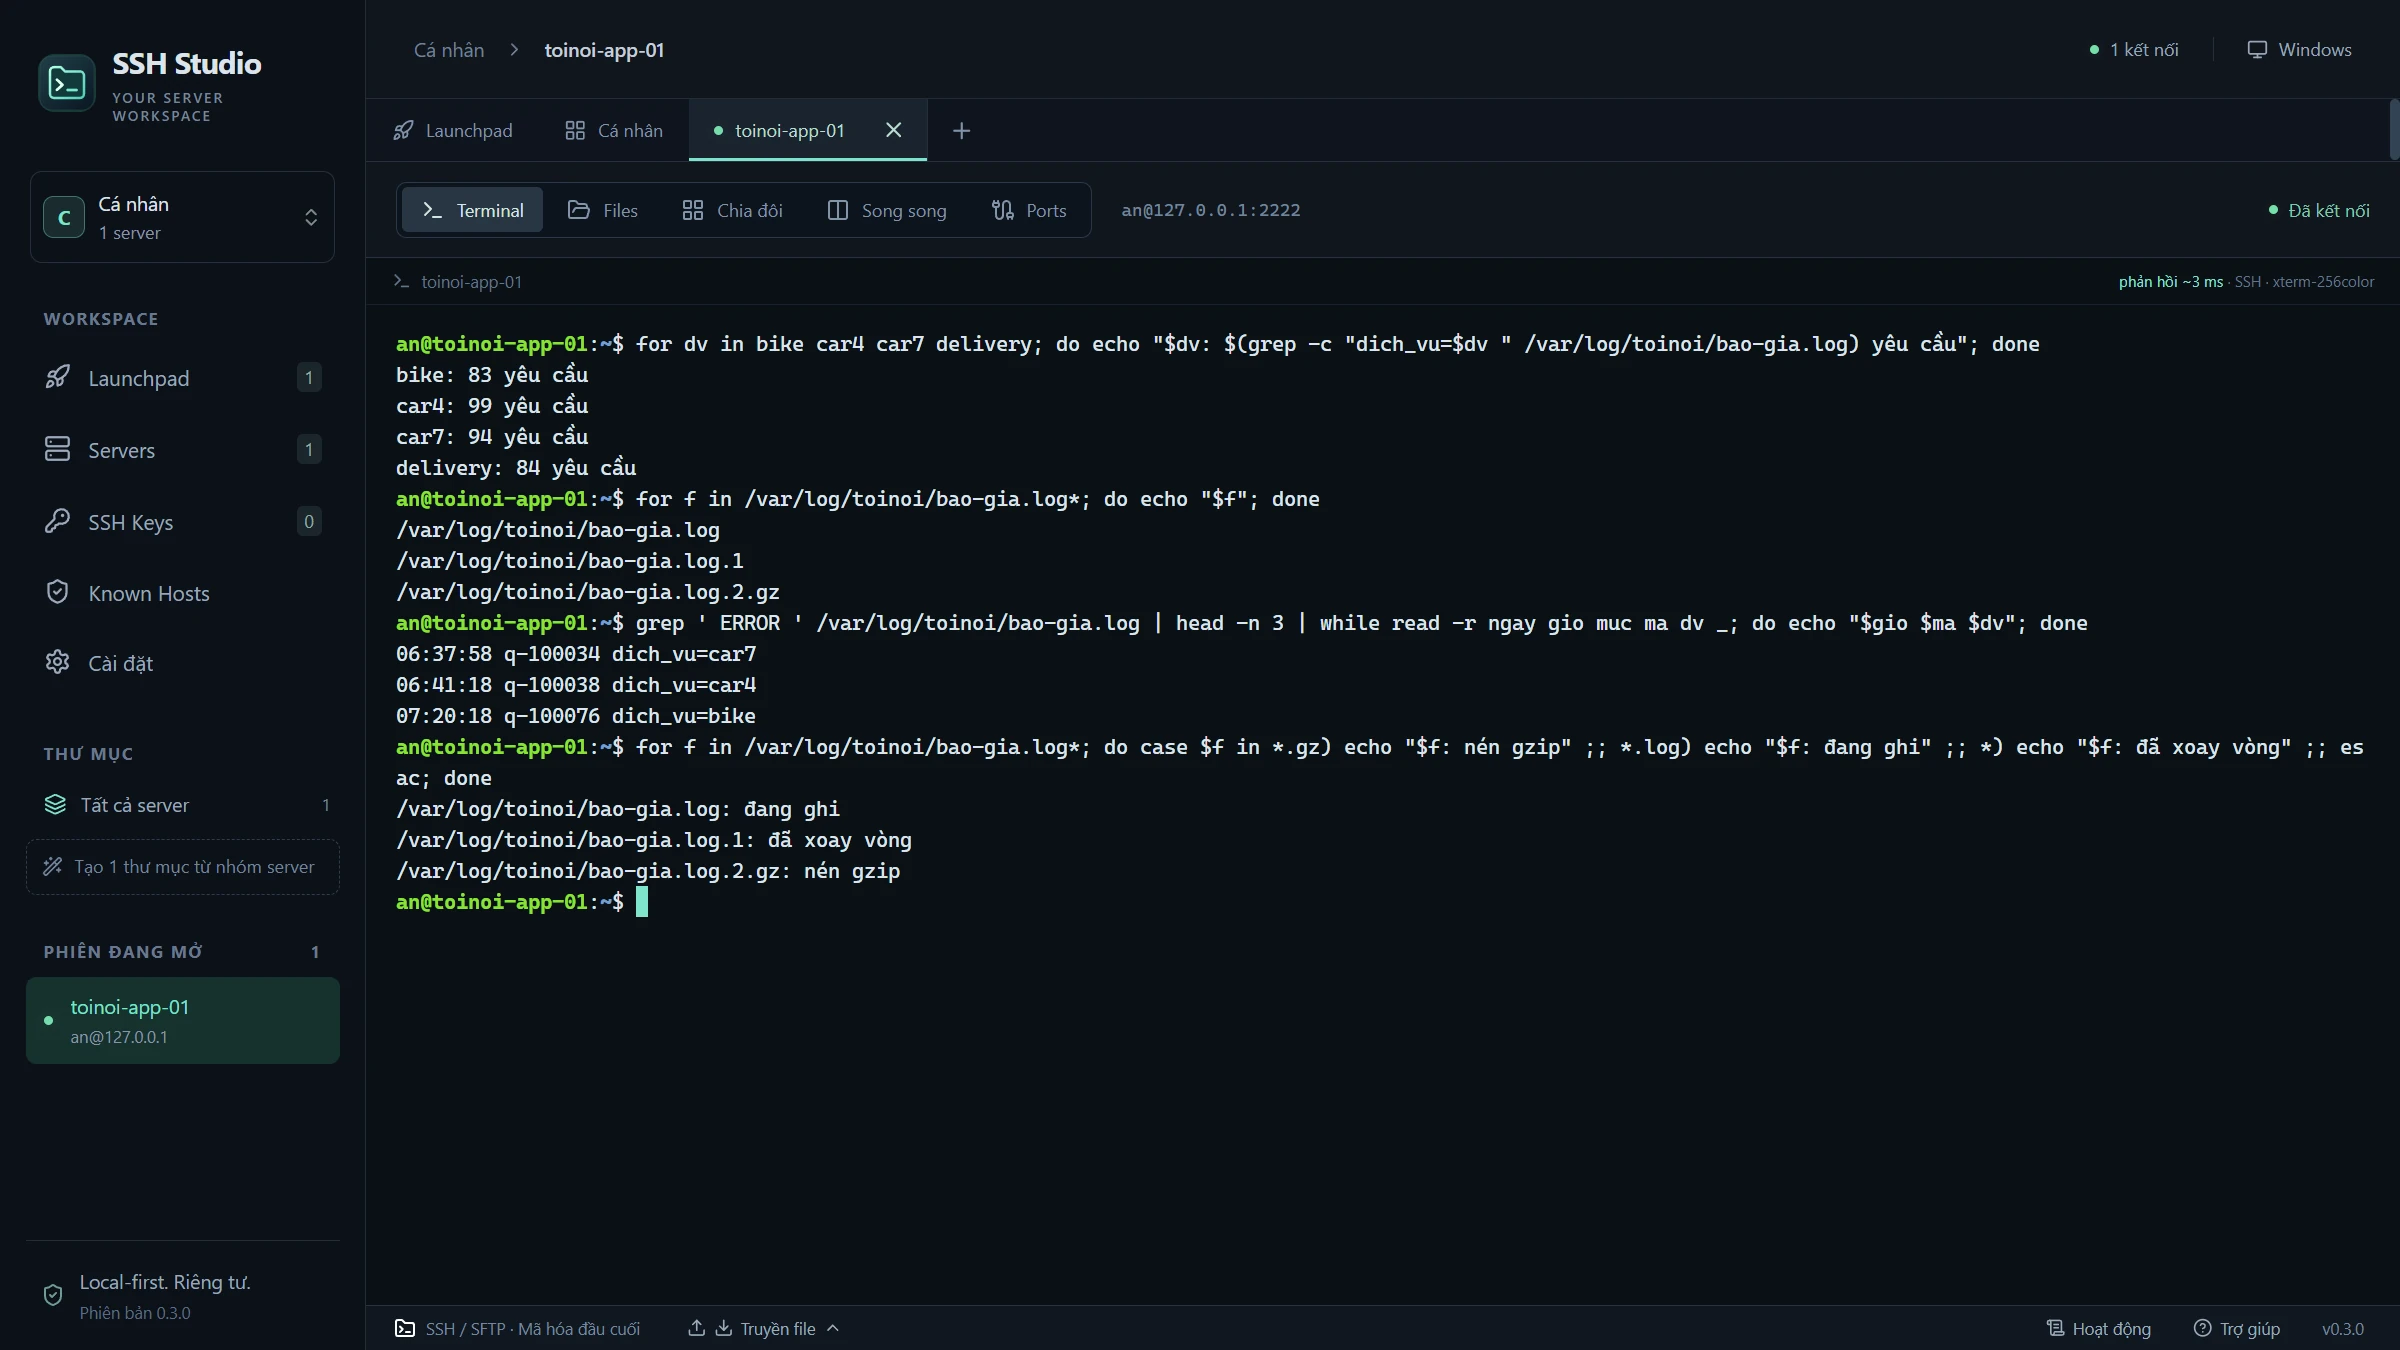 SSH Studio
YOUR SERVER
WORKSPACE
C
Cá nhân
1 server
WORKSPACE
Launchpad 1
Servers 1
SSH Keys 0
Known Hosts
Cài đặt
THƯ MỤC
Tất cả server 1
Tạo 1 thư mục từ nhóm server
PHIÊN ĐANG MỞ 1
toinoi-app-01
an@127.0.0.1
Local-first. Riêng tư.
Phiên bản 0.3.0
Cá nhân > toinoi-app-01
1 kết nối
Windows
Launchpad
Cá nhân
toinoi-app-01
Terminal
Files
Chia đôi
Song song
Ports
an@127.0.0.1:2222
Đã kết nối
toinoi-app-01
phản hồi ~3 ms · SSH · xterm-256color
an@toinoi-app-01:~$ for dv in bike car4 car7 delivery; do echo "$dv: $(grep -c "dich_vu=$dv " /var/log/toinoi/bao-gia.log) yêu cầu"; done
bike: 83 yêu cầu
car4: 99 yêu cầu
car7: 94 yêu cầu
delivery: 84 yêu cầu
an@toinoi-app-01:~$ for f in /var/log/toinoi/bao-gia.log*; do echo "$f"; done
/var/log/toinoi/bao-gia.log
/var/log/toinoi/bao-gia.log.1
/var/log/toinoi/bao-gia.log.2.gz
an@toinoi-app-01:~$ grep ' ERROR ' /var/log/toinoi/bao-gia.log | head -n 3 | while read -r ngay gio muc ma dv _; do echo "$gio $ma $dv"; done
06:37:58 q-100034 dich_vu=car7
06:41:18 q-100038 dich_vu=car4
07:20:18 q-100076 dich_vu=bike
an@toinoi-app-01:~$ for f in /var/log/toinoi/bao-gia.log*; do case $f in *.gz) echo "$f: nén gzip" ;; *.log) echo "$f: đang ghi" ;; *) echo "$f: đã xoay vòng" ;; es
ac; done
/var/log/toinoi/bao-gia.log: đang ghi
/var/log/toinoi/bao-gia.log.1: đã xoay vòng
/var/log/toinoi/bao-gia.log.2.gz: nén gzip
an@toinoi-app-01:~$
SSH / SFTP · Mã hóa đầu cuối
Truyền file
Hoạt động
Trợ giúp
v0.3.0